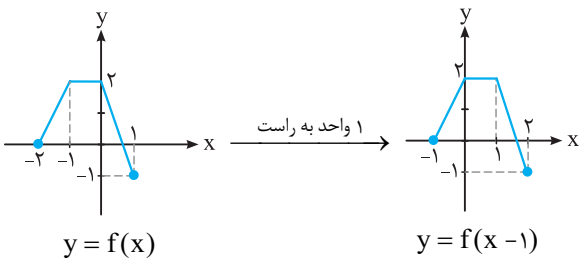 y
۲
۱
x
-۲
-۱
-۱
y = f(x)
۱ واحد به راست
y
۲
۲
x
-۱
۱
-۱
y = f(x - ۱)